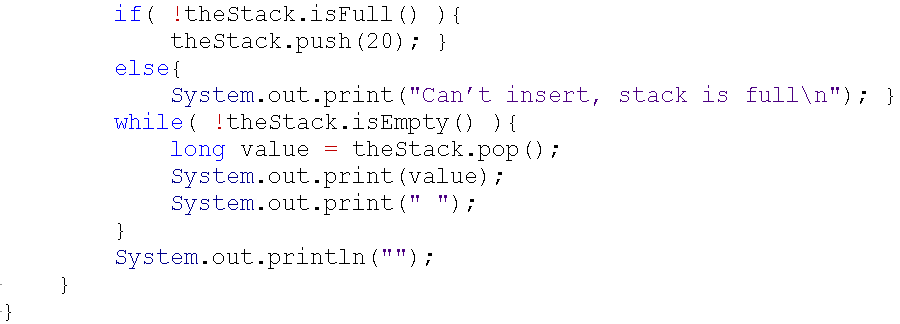 if( !theStack.isFull() ){
theStack.push(20); }
else{
System.out.print("Can't insert, stack is full\n"); }
while( !theStack.isEmpty() ){
long value = theStack.pop();
System.out.print(value);
System.out.print(" ");
}
System.out.println("");
}
}